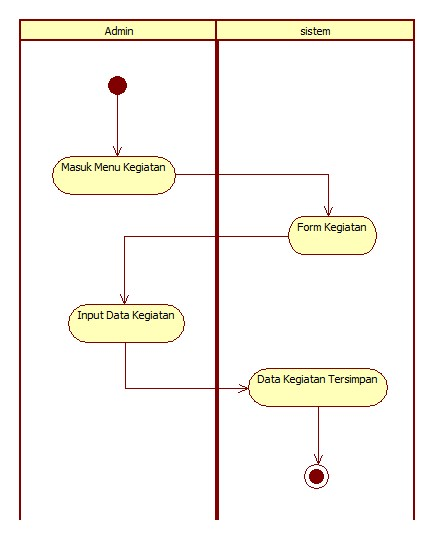 Admin
sistem
Masuk Menu Kegiatan
Form Kegiatan
Input Data Kegiatan
Data Kegiatan Tersimpan